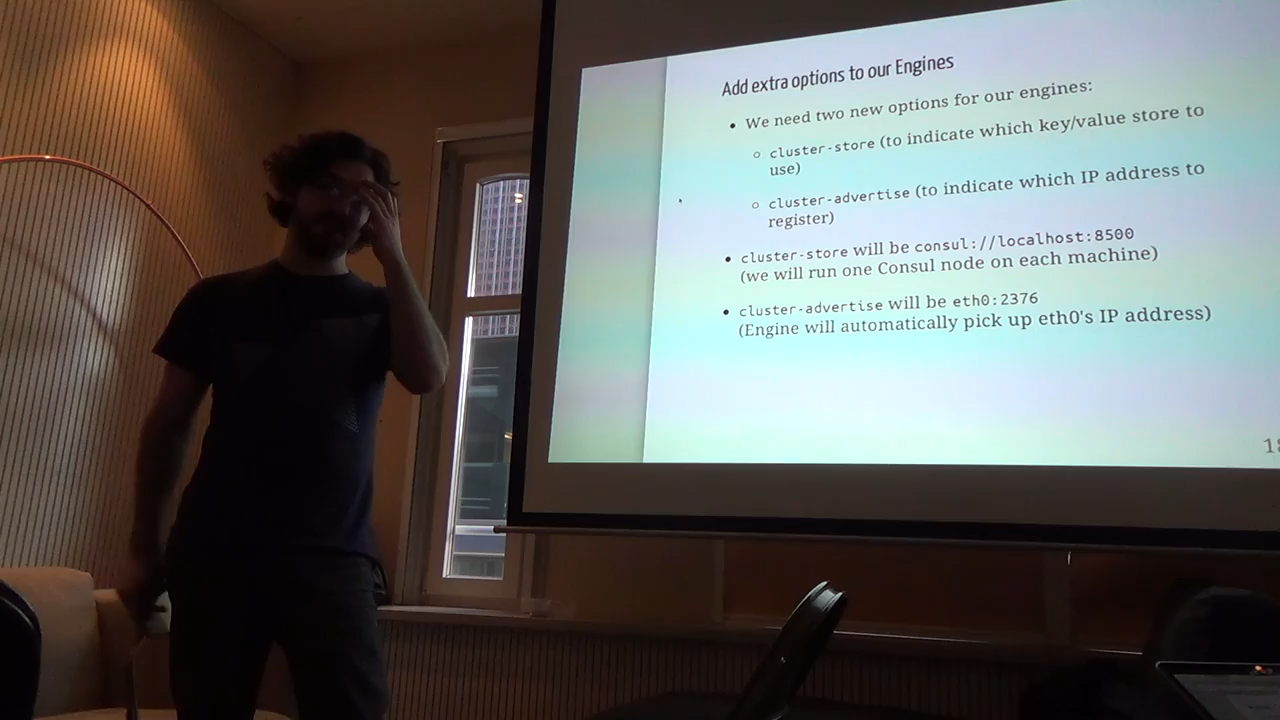 Add extra options to our Engines
• We need two new options for our engines:
○ cluster-store (to indicate which key/value store to
use)
○ cluster-advertise (to indicate which IP address to
register)
• cluster-store will be consul://localhost:8500
(we will run one Consul node on each machine)
• cluster-advertise will be eth0:2376
(Engine will automatically pick up eth0's IP address)